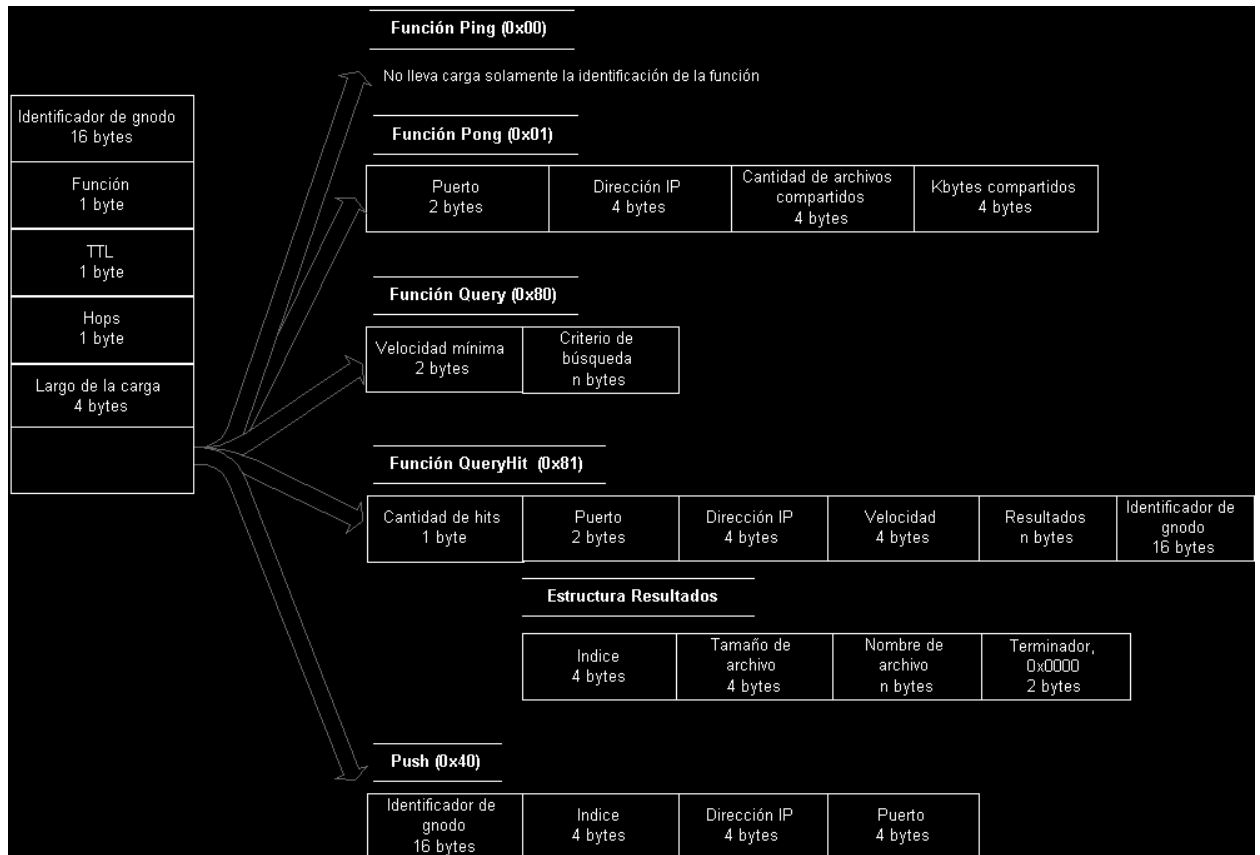 Función Ping (0x00)
No lleva carga solamente la identificación de la función
Identificador de gnodo
16 bytes
Función
1 byte
TTL
1 byte
Hops
1 byte
Largo de la carga
4 bytes
Función Pong (0x01)
Puerto
2 bytes
Dirección IP
4 bytes
Cantidad de archivos
compartidos
4 bytes
Kbytes compartidos
4 bytes
Función Query (0x80)
Velocidad mínima
2 bytes
Criterio de
búsqueda
n bytes
Función QueryHit (0x81)
Cantidad de hits
1 byte
Puerto
2 bytes
Dirección IP
4 bytes
Velocidad
4 bytes
Resultados
n bytes
Identificador de
gnodo
16 bytes
Estructura Resultados
Indice
4 bytes
Tamaño de
archivo
4 bytes
Nombre de
archivo
n bytes
Terminador,
0x0000
2 bytes
Push (0x40)
Identificador de
gnodo
16 bytes
Indice
4 bytes
Dirección IP
4 bytes
Puerto
4 bytes